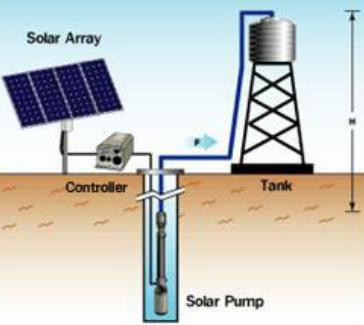 Solar Array
H
F
Controller
Tank
Solar Pump